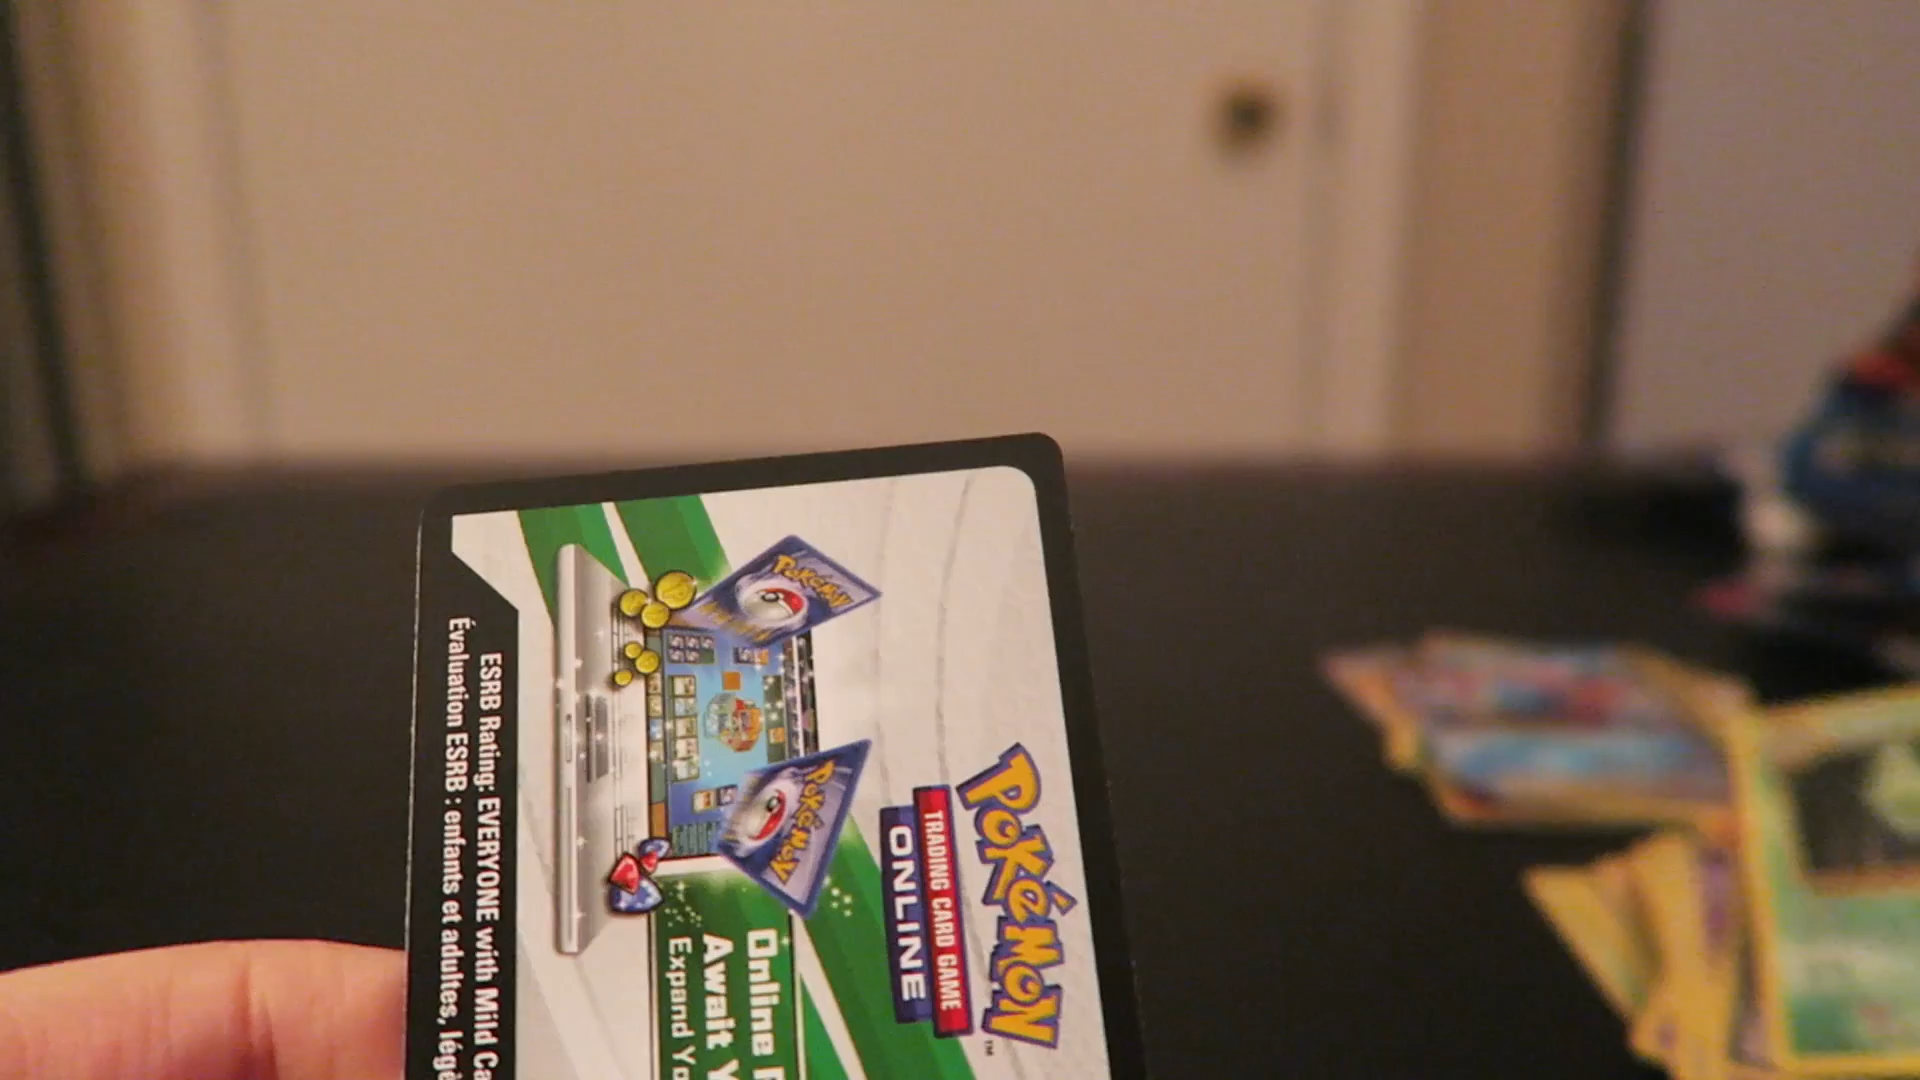 POKéMON
TM
TRADING CARD GAME
ONLINE
Pokémon
Pokémon
Online
Await
Expand
ESRB Rating: EVERYONE with Mild
Évaluation ESRB : enfants et adultes,